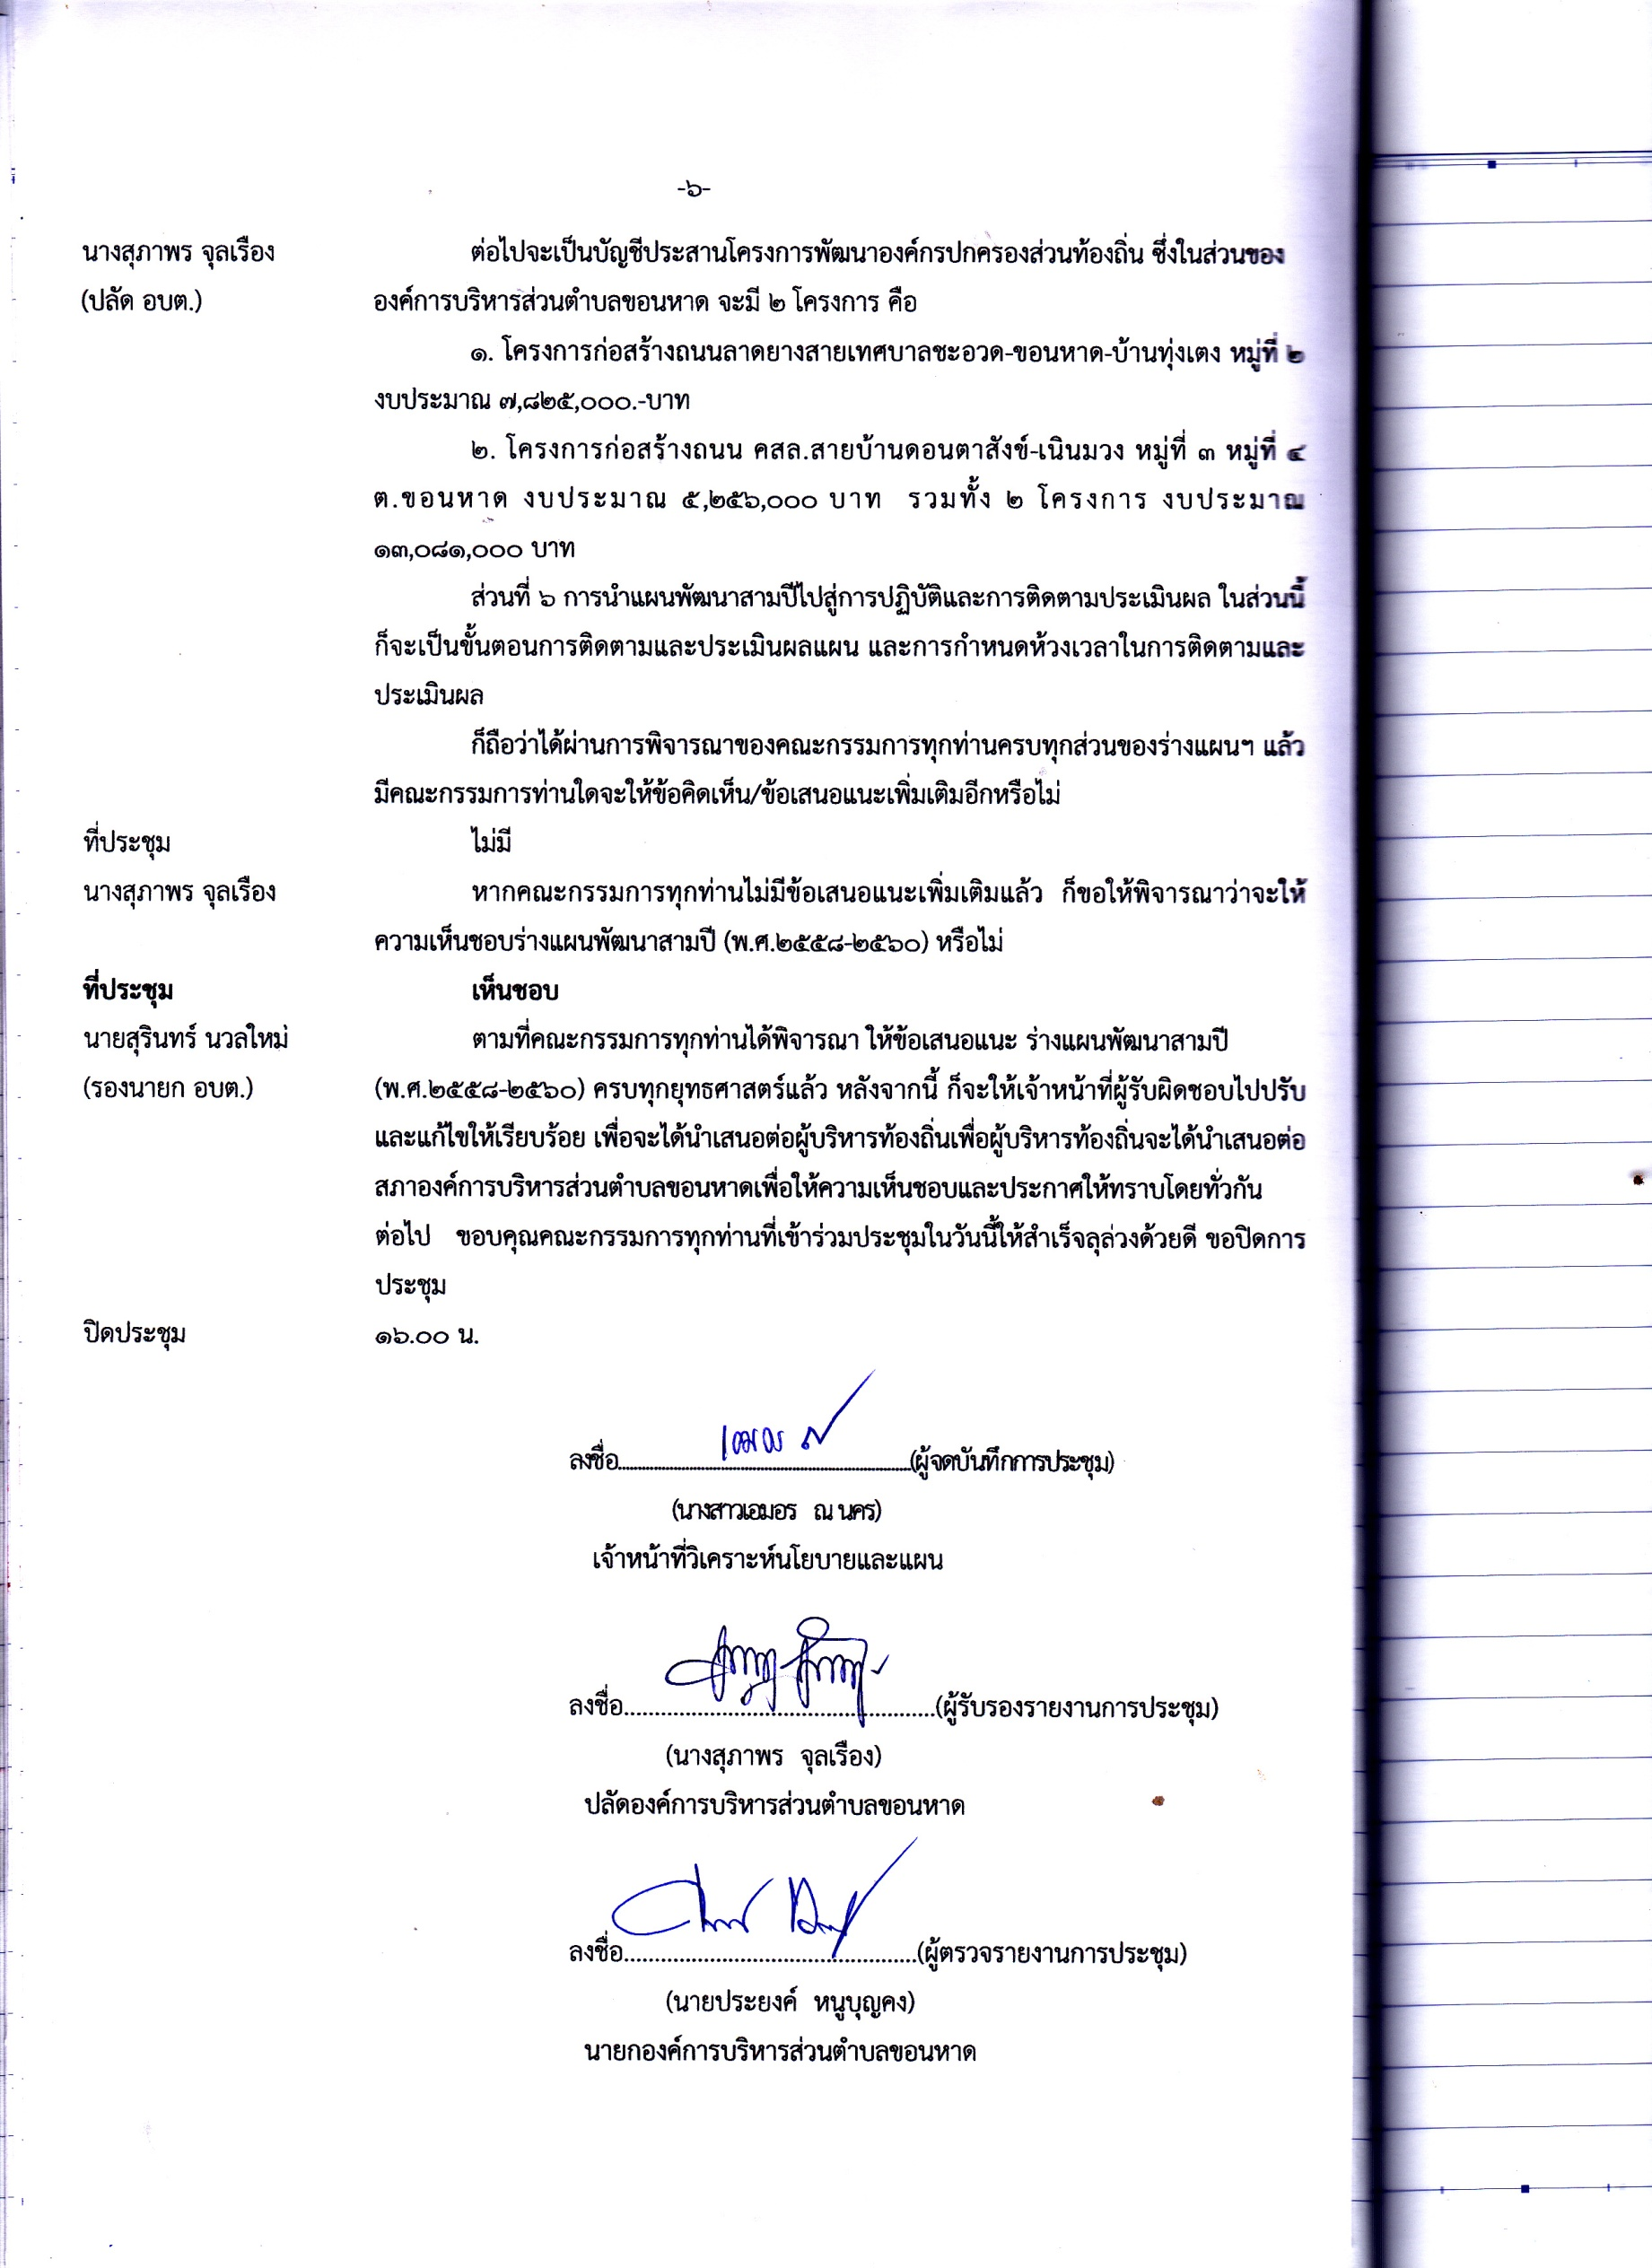 -๖-
นางสุภาพร จุลเรือง ต่อไปจะเป็นบัญชีประสานโครงการพัฒนาองค์กรปกครองส่วนท้องถิ่น ซึ่งในส่วนของ
(ปลัด อบต.) องค์การบริหารส่วนตำบลขอนหาด จะมี ๒ โครงการ คือ
๑. โครงการก่อสร้างถนนลาดยางสายเทศบาลชะอวด-ขอนหาด-บ้านทุ่งเตง หมู่ที่ ๒
งบประมาณ ๗,๘๒๕,๐๐๐.-บาท
๒. โครงการก่อสร้างถนน คสล.สายบ้านดอนตาสังข์-เนินมวง หมู่ที่ ๓ หมู่ที่ ๔
ต.ขอนหาด งบประมาณ ๕,๒๕๖,๐๐๐ บาท รวมทั้ง ๒ โครงการ งบประมาณ
๑๓,๐๘๑,๐๐๐ บาท
ส่วนที่ ๖ การนำแผนพัฒนาสามปีไปสู่การปฏิบัติและการติดตามประเมินผล ในส่วนนี้
ก็จะเป็นขั้นตอนการติดตามและประเมินผลแผน และการกำหนดห้วงเวลาในการติดตามและ
ประเมินผล
ก็ถือว่าได้ผ่านการพิจารณาของคณะกรรมการทุกท่านครบทุกส่วนของร่างแผนฯ แล้ว
มีคณะกรรมการท่านใดจะให้ข้อคิดเห็น/ข้อเสนอแนะเพิ่มเติมอีกหรือไม่
ที่ประชุม ไม่มี
นางสุภาพร จุลเรือง หากคณะกรรมการทุกท่านไม่มีข้อเสนอแนะเพิ่มเติมแล้ว ก็ขอให้พิจารณาว่าจะให้
ความเห็นชอบร่างแผนพัฒนาสามปี (พ.ศ.๒๕๕๘-๒๕๖๐) หรือไม่
ที่ประชุม เห็นชอบ
นายสุรินทร์ นวลใหม่ ตามที่คณะกรรมการทุกท่านได้พิจารณา ให้ข้อเสนอแนะ ร่างแผนพัฒนาสามปี
(รองนายก อบต.) (พ.ศ.๒๕๕๘-๒๕๖๐) ครบทุกยุทธศาสตร์แล้ว หลังจากนี้ ก็จะให้เจ้าหน้าที่ผู้รับผิดชอบไปปรับ
และแก้ไขให้เรียบร้อย เพื่อจะได้นำเสนอต่อผู้บริหารท้องถิ่นเพื่อผู้บริหารท้องถิ่นจะได้นำเสนอต่อ
สภาองค์การบริหารส่วนตำบลขอนหาดเพื่อให้ความเห็นชอบและประกาศให้ทราบโดยทั่วกัน
ต่อไป ขอบคุณคณะกรรมการทุกท่านที่เข้าร่วมประชุมในวันนี้ให้สำเร็จลุล่วงด้วยดี ขอปิดการ
ประชุม
ปิดประชุม ๑๖.๐๐ น.
ลงชื่อ..............................(ผู้จดบันทึกการประชุม)
(นางสาวเอมอร ณ นคร)
เจ้าหน้าที่วิเคราะห์นโยบายและแผน
ลงชื่อ..............................(ผู้รับรองรายงานการประชุม)
(นางสุภาพร จุลเรือง)
ปลัดองค์การบริหารส่วนตำบลขอนหาด
ลงชื่อ..............................(ผู้ตรวจรายงานการประชุม)
(นายประยงค์ หนูบุญคง)
นายกองค์การบริหารส่วนตำบลขอนหาด